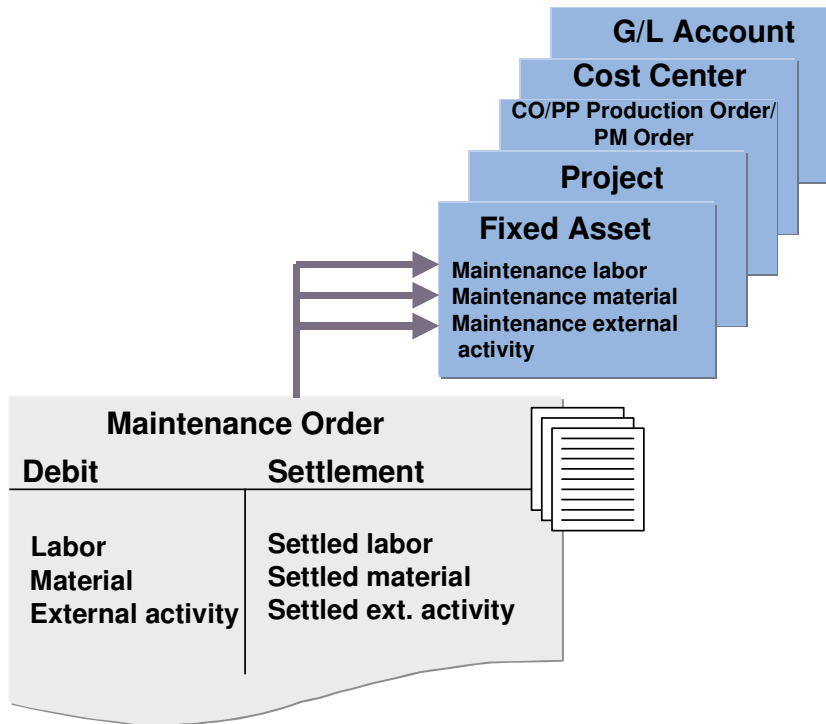 G/L Account
Cost Center
CO/PP Production Order/
PM Order
Project
Fixed Asset
Maintenance labor
Maintenance material
Maintenance external
activity
Maintenance Order
Debit Settlement
Labor Settled labor
Material Settled material
External activity Settled ext. activity